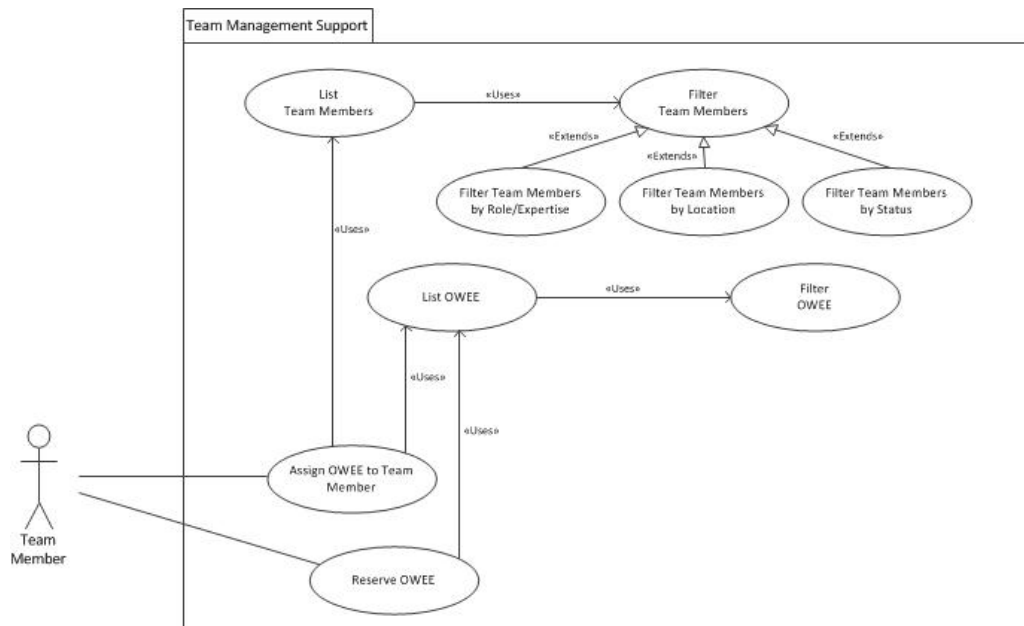 Team Management Support
List
Team Members
«Uses»
Filter
Team Members
«Extends»
«Extends»
«Extends»
Filter Team Members
by Role/Expertise
Filter Team Members
by Location
Filter Team Members
by Status
«Uses»
List OWEE
«Uses»
Filter
OWEE
«Uses»
«Uses»
Assign OWEE to Team
Member
Team
Member
Reserve OWEE